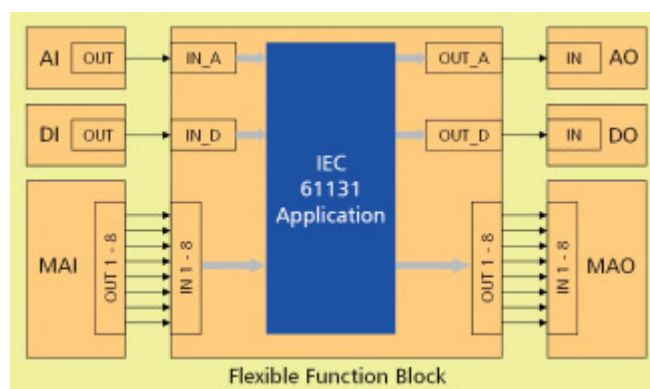 AI OUT IN_A OUT_A IN AO
DI OUT IN_D OUT_D IN DO
IEC
61131
Application
MAI OUT 1 - 8 IN 1 - 8 OUT 1 - 8 IN 1 - 8 MAO
Flexible Function Block